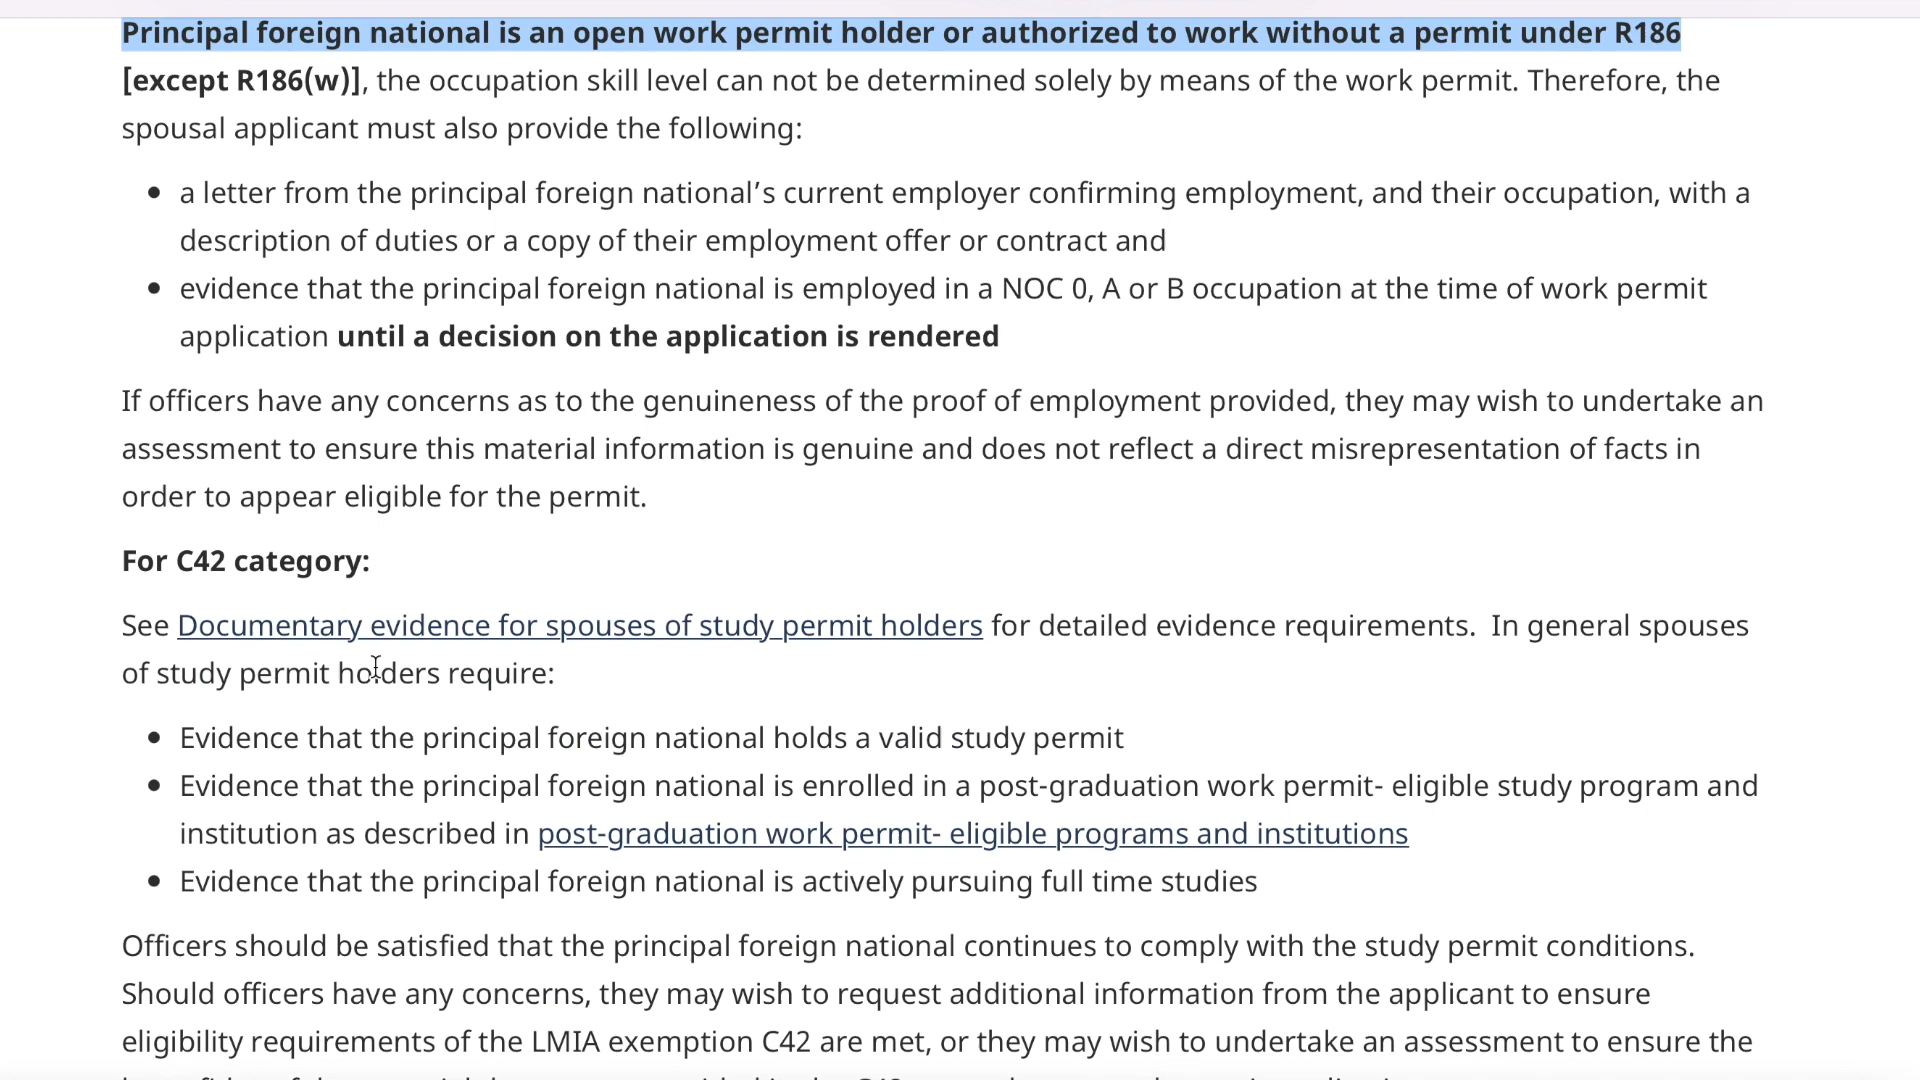 Principal foreign national is an open work permit holder or authorized to work without a permit under R186
[except R186(w)], the occupation skill level can not be determined solely by means of the work permit. Therefore, the
spousal applicant must also provide the following:
• a letter from the principal foreign national’s current employer confirming employment, and their occupation, with a
description of duties or a copy of their employment offer or contract and
• evidence that the principal foreign national is employed in a NOC 0, A or B occupation at the time of work permit
application until a decision on the application is rendered
If officers have any concerns as to the genuineness of the proof of employment provided, they may wish to undertake an
assessment to ensure this material information is genuine and does not reflect a direct misrepresentation of facts in
order to appear eligible for the permit.
For C42 category:
See Documentary evidence for spouses of study permit holders for detailed evidence requirements.  In general spouses
of study permit holders require:
• Evidence that the principal foreign national holds a valid study permit
• Evidence that the principal foreign national is enrolled in a post-graduation work permit- eligible study program and
institution as described in post-graduation work permit- eligible programs and institutions
• Evidence that the principal foreign national is actively pursuing full time studies
Officers should be satisfied that the principal foreign national continues to comply with the study permit conditions.
Should officers have any concerns, they may wish to request additional information from the applicant to ensure
eligibility requirements of the LMIA exemption C42 are met, or they may wish to undertake an assessment to ensure the